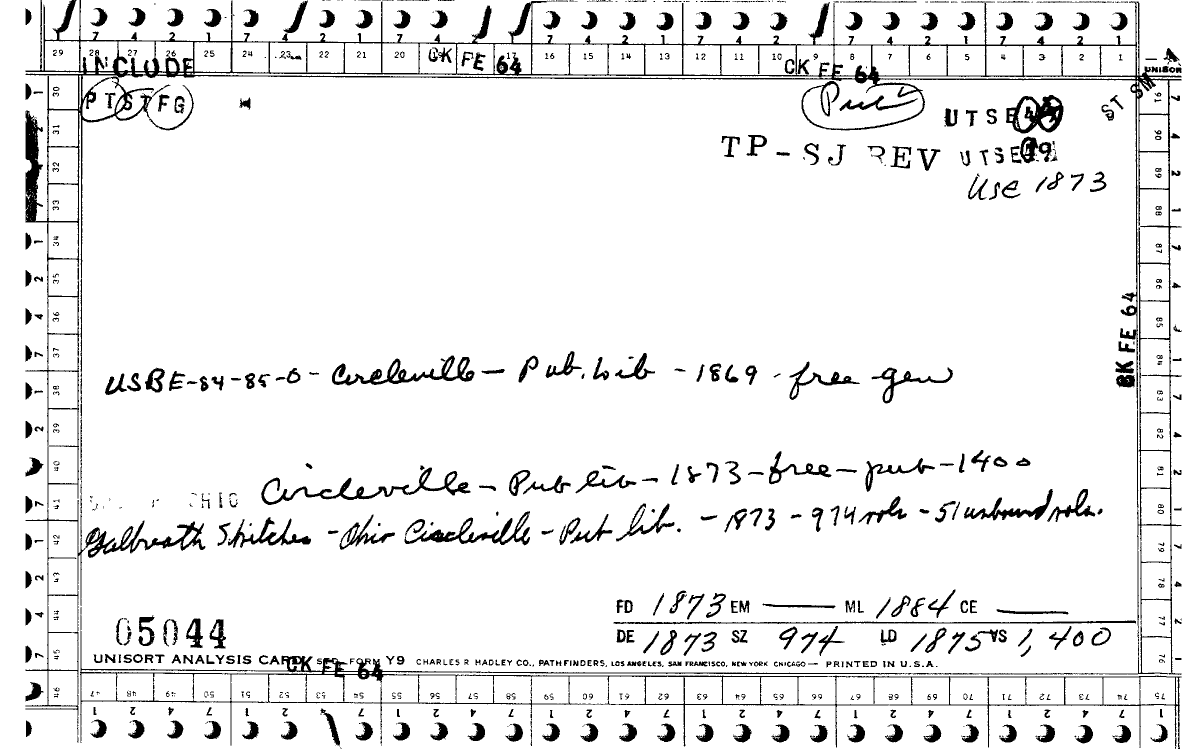 7 4 2 1 7 4 2 1 7 4 2 1 7 4 2 1 7 4 2 1 7 4 2 1 7 4 2 1
29 28 27 26 25 24 23 22 21 20 19 17 16 15 14 13 12 11 10 9 8 7 6 5 4 3 2 1
INCLUDE CK FE 64 CK FE 64 UNISORT
PT ST FG Pub UTSE
ST SM
TP-SJ REV UTSE 19
Use 1873
CK FE 64
USBE-84-85-O- Circleville - Pub. Lib - 1869 - free gen
Circleville - Pub lib - 1873 - free - pub - 1400
OHIO
Galbreath Sketches - Ohio Circleville - Pub lib. - 1873 - 974 vols - 51 unbound vols.
FD 1873 EM — ML 1884 CE —
DE 1873 SZ 974 LD 1875 VS 1,400
05044
UNISORT ANALYSIS CARD FORM Y9 CHARLES R HADLEY CO., PATHFINDERS, LOS ANGELES, SAN FRANCISCO, NEW YORK CHICAGO — PRINTED IN U.S.A.
CK FE 64
30 31 32 33 34 35 36 37 38 39 40 41 42 43 44 45 46
91 90 89 88 87 86 85 84 83 82 81 80 79 78 77 76 75
47 48 49 50 51 52 53 54 55 56 57 58 59 60 61 62 63 64 65 66 67 68 69 70 71 72 73 74
1 2 4 7 1 2 4 7 1 2 4 7 1 2 4 7 1 2 4 7 1 2 4 7 1 2 4 7 1